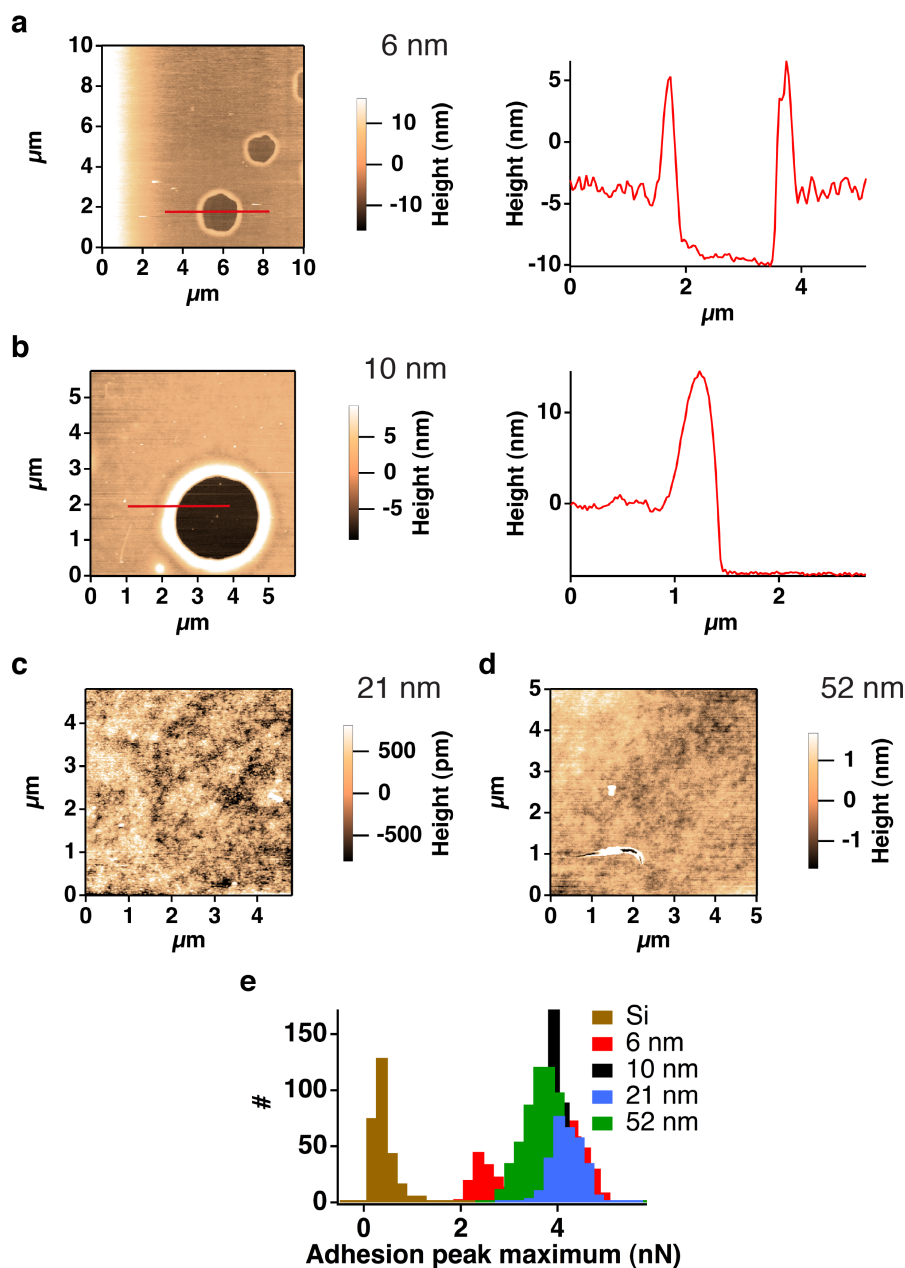 a
6 nm
10
8
6
4
2
0
µm
0 2 4 6 8 10
µm
10
0
-10
Height (nm)
5
0
-5
-10
Height (nm)
0 2 4
µm
b
10 nm
5
4
3
2
1
0
µm
0 1 2 3 4 5
µm
5
0
-5
Height (nm)
10
0
Height (nm)
0 1 2
µm
c
21 nm
4
3
2
1
0
µm
0 1 2 3 4
µm
500
0
-500
Height (pm)
d
52 nm
5
4
3
2
1
0
µm
0 1 2 3 4 5
µm
1
0
-1
Height (nm)
e
150
100
50
0
#
Si
6 nm
10 nm
21 nm
52 nm
0 2 4
Adhesion peak maximum (nN)